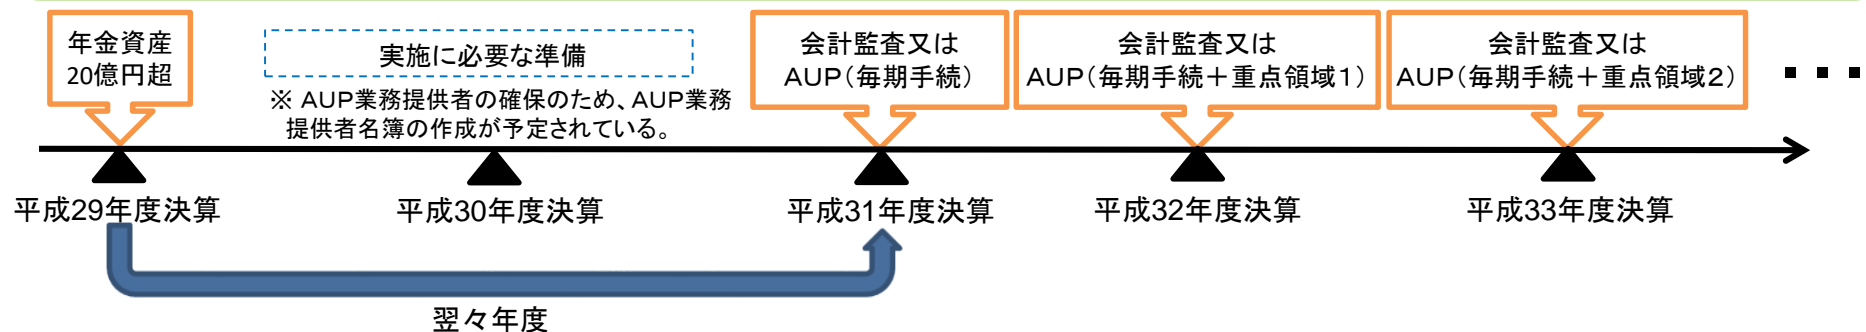 年金資産
20億円超
実施に必要な準備
※ AUP業務提供者の確保のため、AUP業務
提供者名簿の作成が予定されている。
会計監査又は
AUP(毎期手続)
会計監査又は
AUP(毎期手続+重点領域1)
会計監査又は
AUP(毎期手続+重点領域2)
平成29年度決算
平成30年度決算
平成31年度決算
平成32年度決算
平成33年度決算
翌々年度